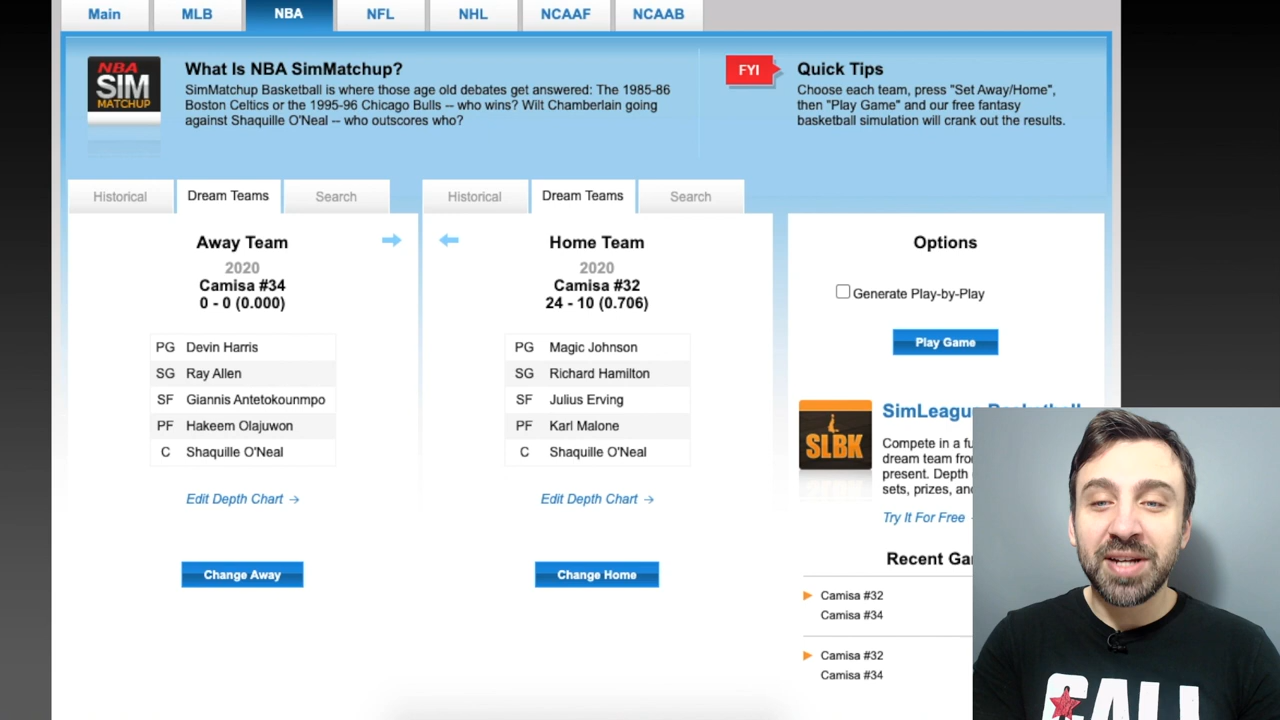 Main
MLB
NBA
NFL
NHL
NCAAF
NCAAB
NBA
SIM
MATCHUP
What Is NBA SimMatchup?
SimMatchup Basketball is where those age old debates get answered: The 1985-86
Boston Celtics or the 1995-96 Chicago Bulls -- who wins? Wilt Chamberlain going
against Shaquille O'Neal -- who outscores who?
FYI
Quick Tips
Choose each team, press "Set Away/Home",
then "Play Game" and our free fantasy
basketball simulation will crank out the results.
Historical
Dream Teams
Search
Away Team
2020
Camisa #34
0 - 0 (0.000)
PG Devin Harris
SG Ray Allen
SF Giannis Antetokounmpo
PF Hakeem Olajuwon
C Shaquille O'Neal
Edit Depth Chart →
Change Away
Historical
Dream Teams
Search
Home Team
2020
Camisa #32
24 - 10 (0.706)
PG Magic Johnson
SG Richard Hamilton
SF Julius Erving
PF Karl Malone
C Shaquille O'Neal
Edit Depth Chart →
Change Home
Options
Generate Play-by-Play
Play Game
SLBK
SimLeague Basketball
Compete in a fu
dream team from
present. Depth
sets, prizes, and
Try It For Free
Recent Ga
Camisa #32
Camisa #34
Camisa #32
Camisa #34
CALL